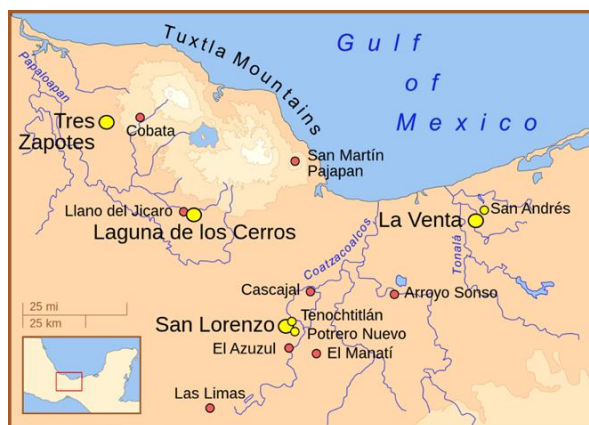 Tuxtla Mountains
Gulf
of
Mexico
Papaloapan
Tres
Zapotes
Cobata
San Martín
Pajapan
Llano del Jicaro
Laguna de los Cerros
La Venta
San Andrés
Coatzacoalcos
Tonalá
Cascajal
Arroyo Sonso
25 mi
25 km
San Lorenzo
Tenochtitlán
Potrero Nuevo
El Azuzul
El Manatí
Las Limas